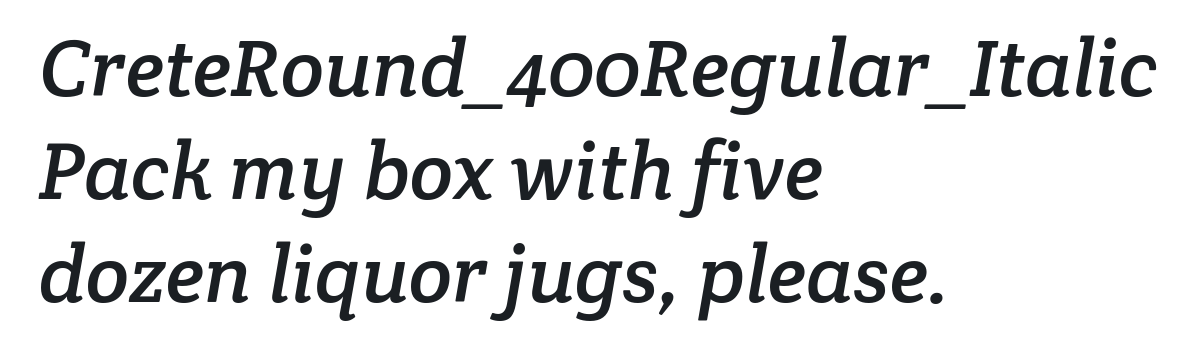 CreteRound_400Regular_Italic
Pack my box with five
dozen liquor jugs, please.